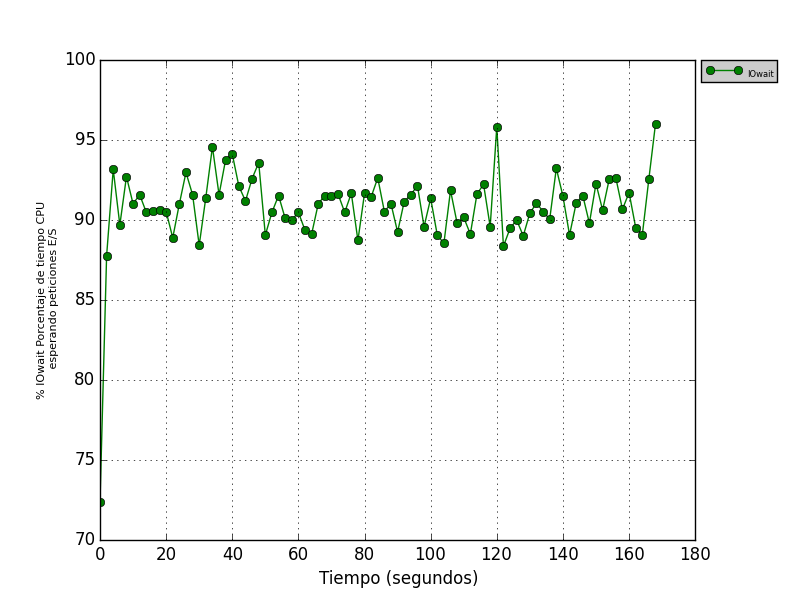 100
95
90
85
80
75
70
0 20 40 60 80 100 120 140 160 180
Tiempo (segundos)
% IOwait Porcentaje de tiempo CPU
esperando peticiones E/S
IOwait